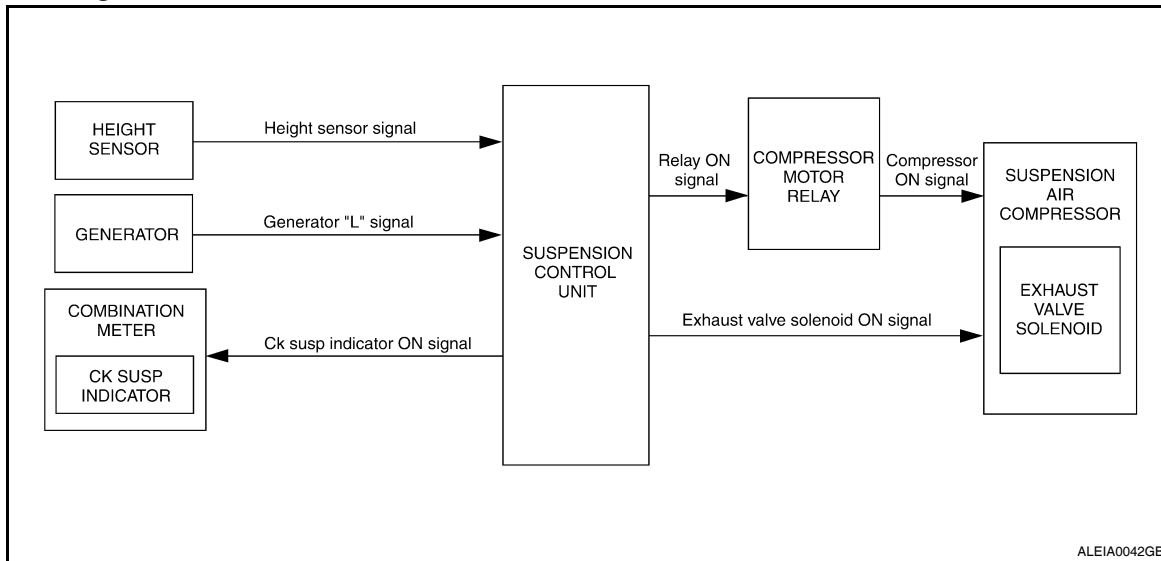 HEIGHT
SENSOR
Height sensor signal
GENERATOR
Generator "L" signal
COMBINATION
METER
CK SUSP
INDICATOR
Ck susp indicator ON signal
SUSPENSION
CONTROL
UNIT
Relay ON
signal
COMPRESSOR
MOTOR
RELAY
Compressor
ON signal
Exhaust valve solenoid ON signal
SUSPENSION
AIR
COMPRESSOR
EXHAUST
VALVE
SOLENOID